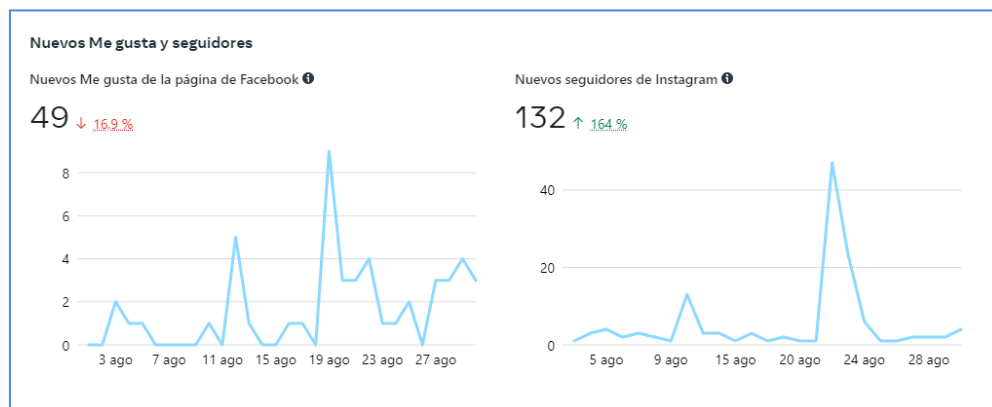 Nuevos Me gusta y seguidores
Nuevos Me gusta de la página de Facebook
49 ↓ 16,9 %
8
6
4
2
0
3 ago 7 ago 11 ago 15 ago 19 ago 23 ago 27 ago
Nuevos seguidores de Instagram
132 ↑ 164 %
40
20
0
5 ago 9 ago 15 ago 20 ago 24 ago 28 ago